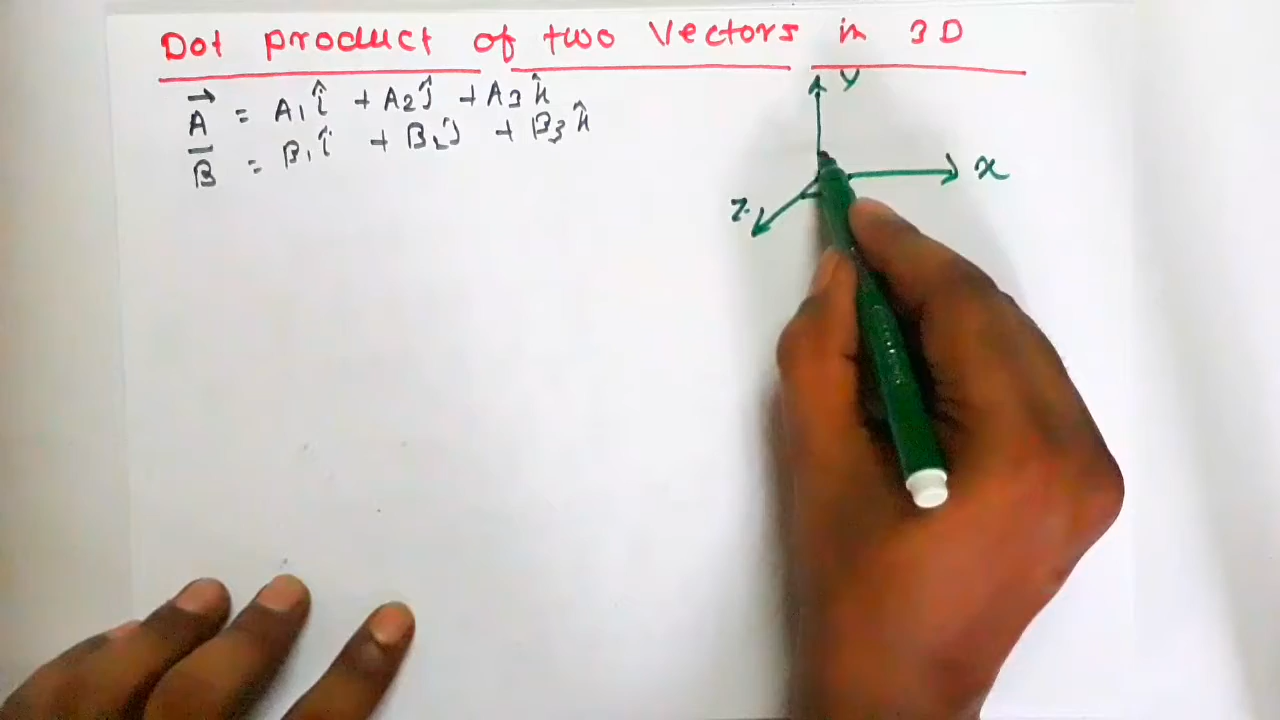 Dot product of two vectors in 3D
A⃗ = A1î + A2ĵ + A3k̂
B̅ = B1î + B2ĵ + B3k̂
y
x
z